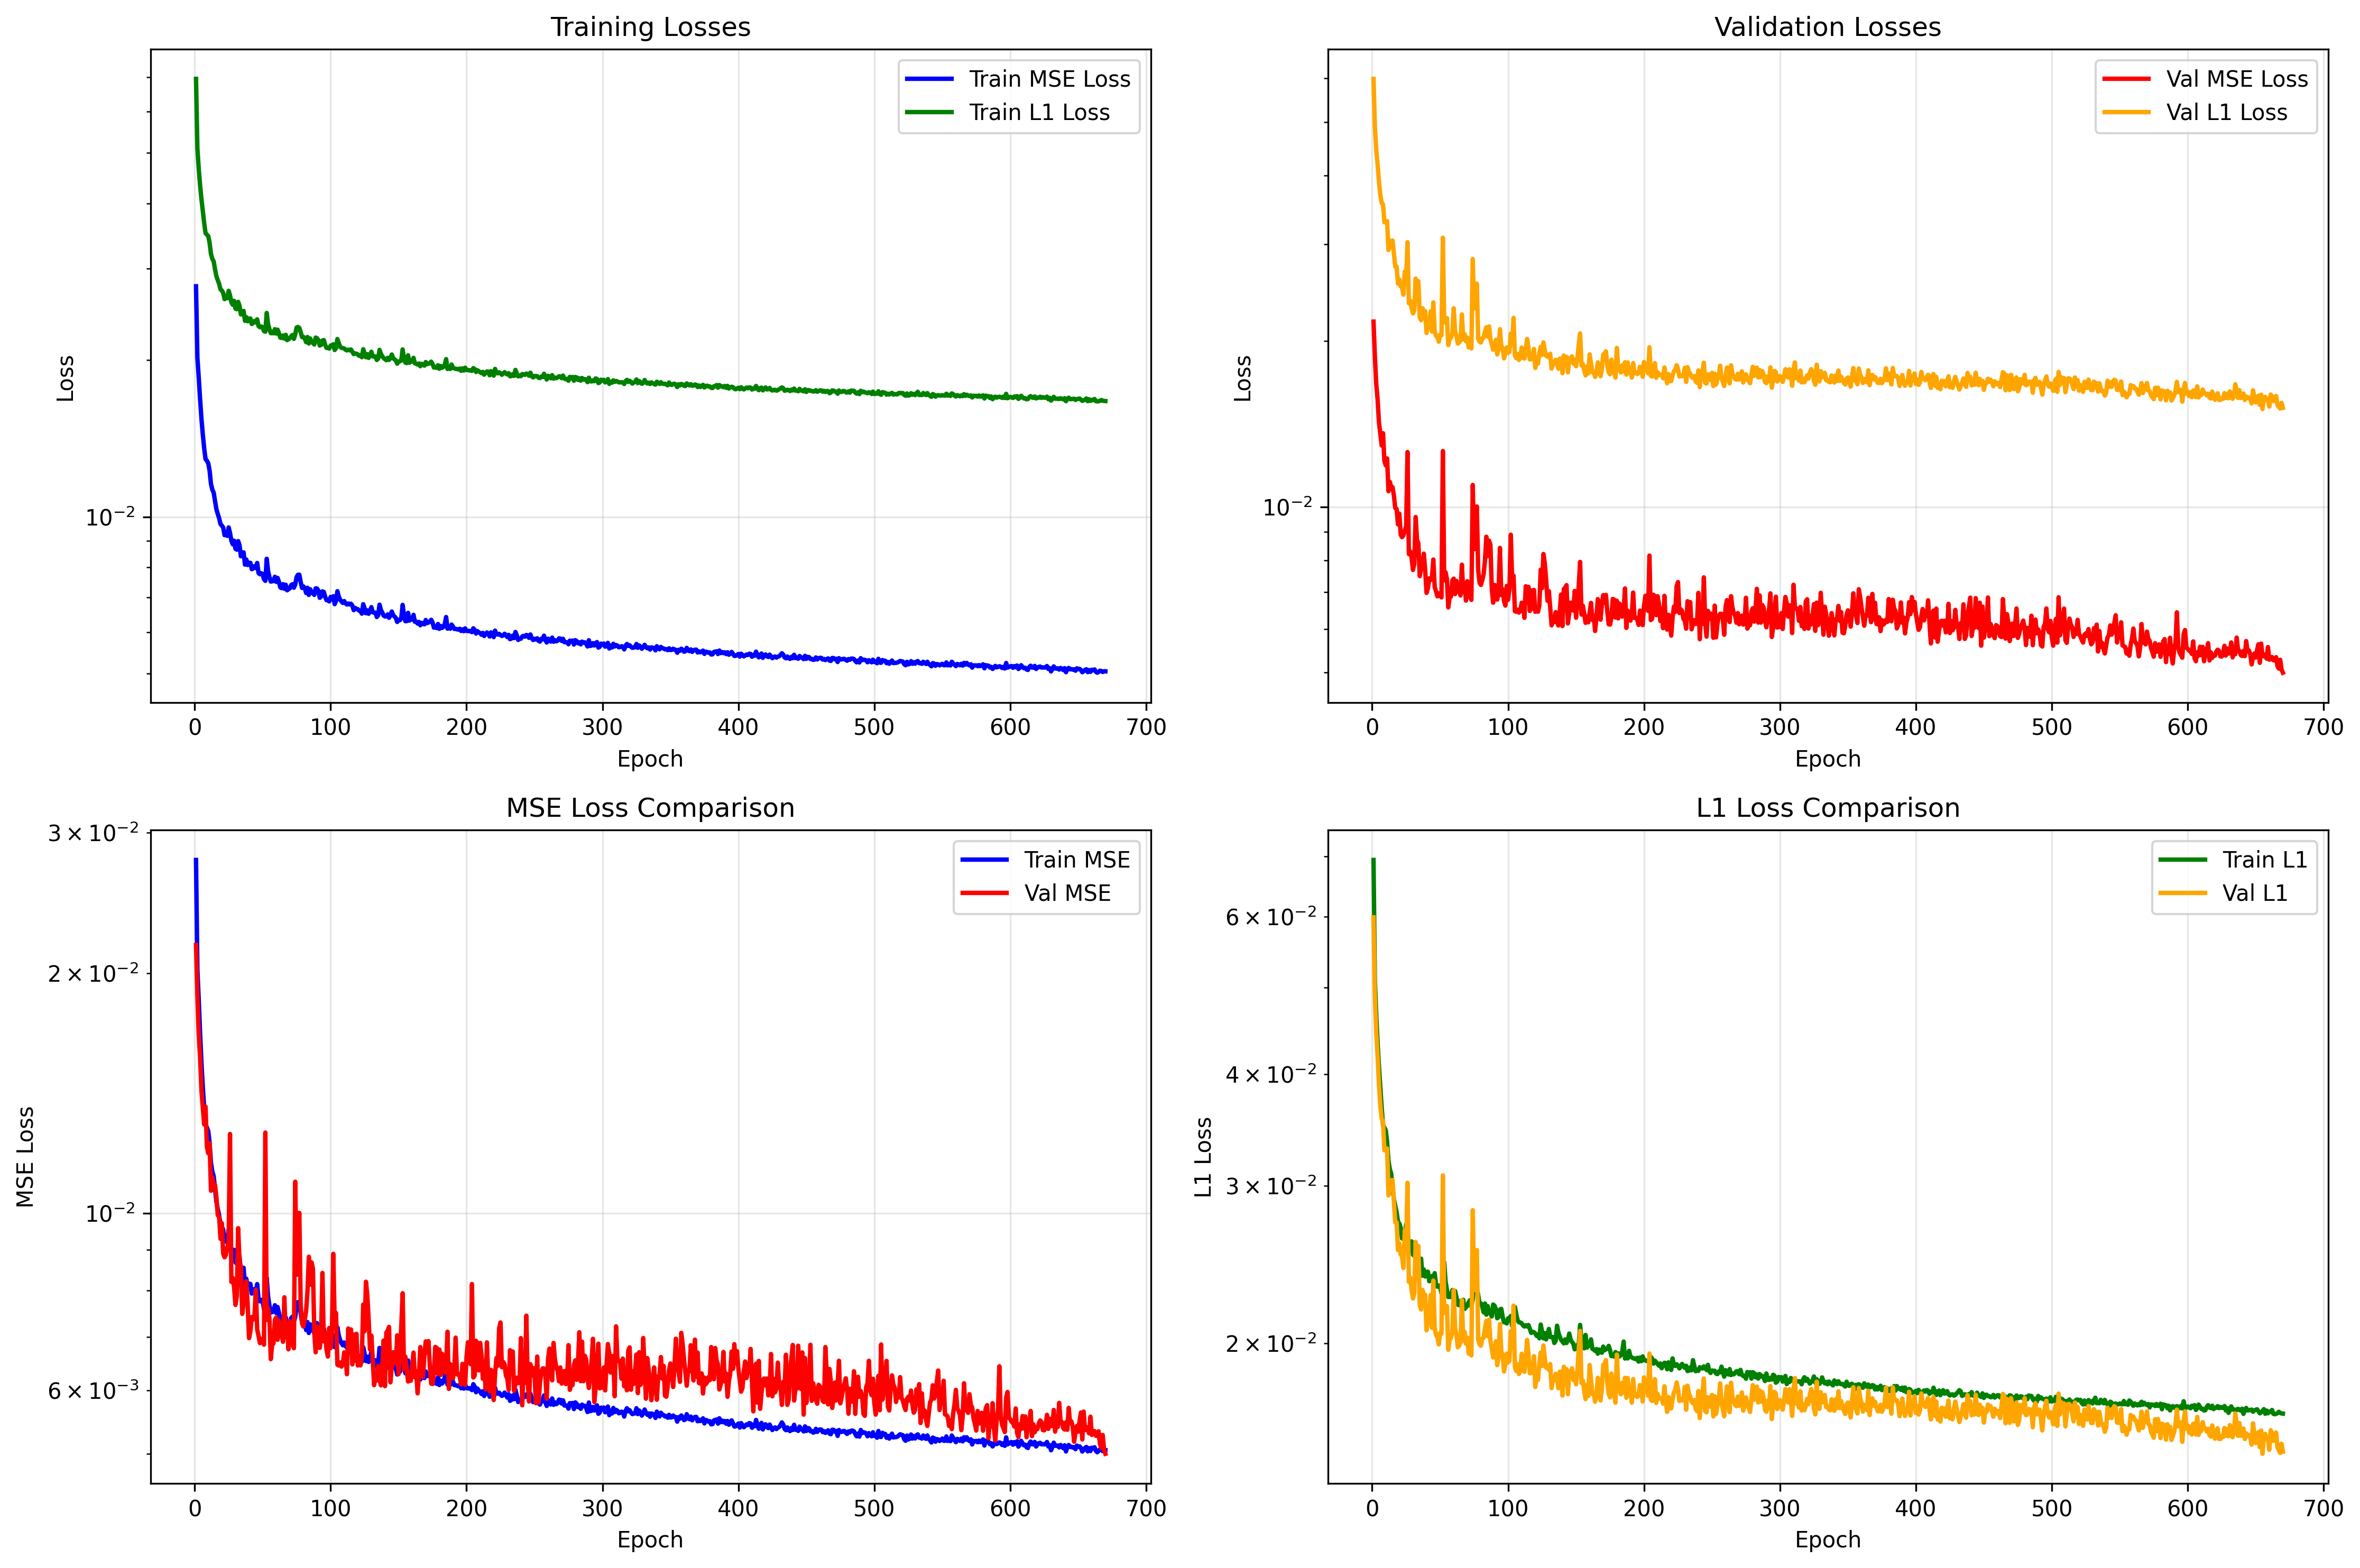 Training Losses
Loss
10⁻²
Train MSE Loss
Train L1 Loss
0 100 200 300 400 500 600 700
Epoch
Validation Losses
Loss
10⁻²
Val MSE Loss
Val L1 Loss
0 100 200 300 400 500 600 700
Epoch
MSE Loss Comparison
MSE Loss
3 × 10⁻²
2 × 10⁻²
10⁻²
6 × 10⁻³
Train MSE
Val MSE
0 100 200 300 400 500 600 700
Epoch
L1 Loss Comparison
L1 Loss
6 × 10⁻²
4 × 10⁻²
3 × 10⁻²
2 × 10⁻²
Train L1
Val L1
0 100 200 300 400 500 600 700
Epoch